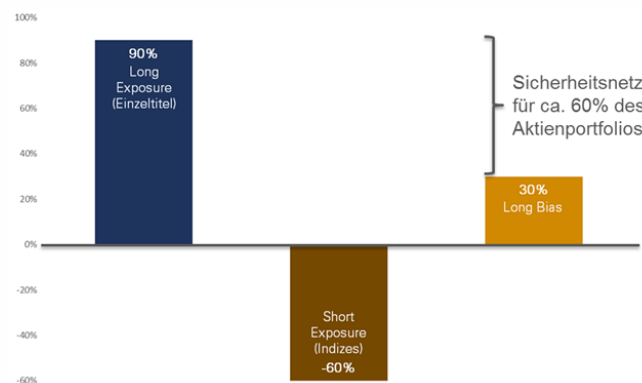 100%
80%
60%
40%
20%
0%
-20%
-40%
-60%
90%
Long
Exposure
(Einzeltitel)
Short
Exposure
(Indizes)
-60%
30%
Long Bias
Sicherheitsnetz
für ca. 60% des
Aktienportfolios